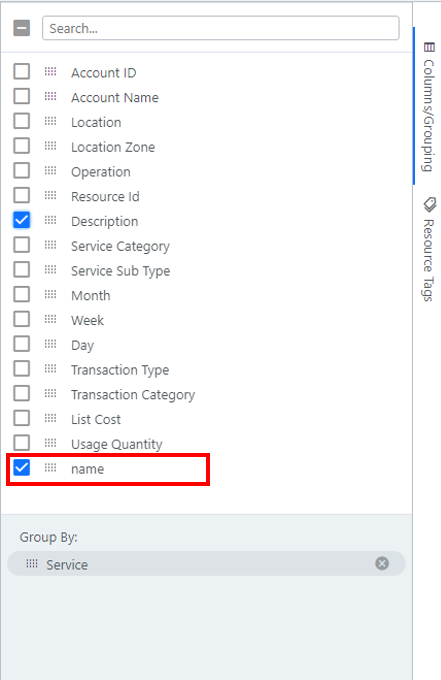 Search...
Account ID
Account Name
Location
Location Zone
Operation
Resource Id
Description
Service Category
Service Sub Type
Month
Week
Day
Transaction Type
Transaction Category
List Cost
Usage Quantity
name
Group By:
Service
Columns/Grouping
Resource Tags